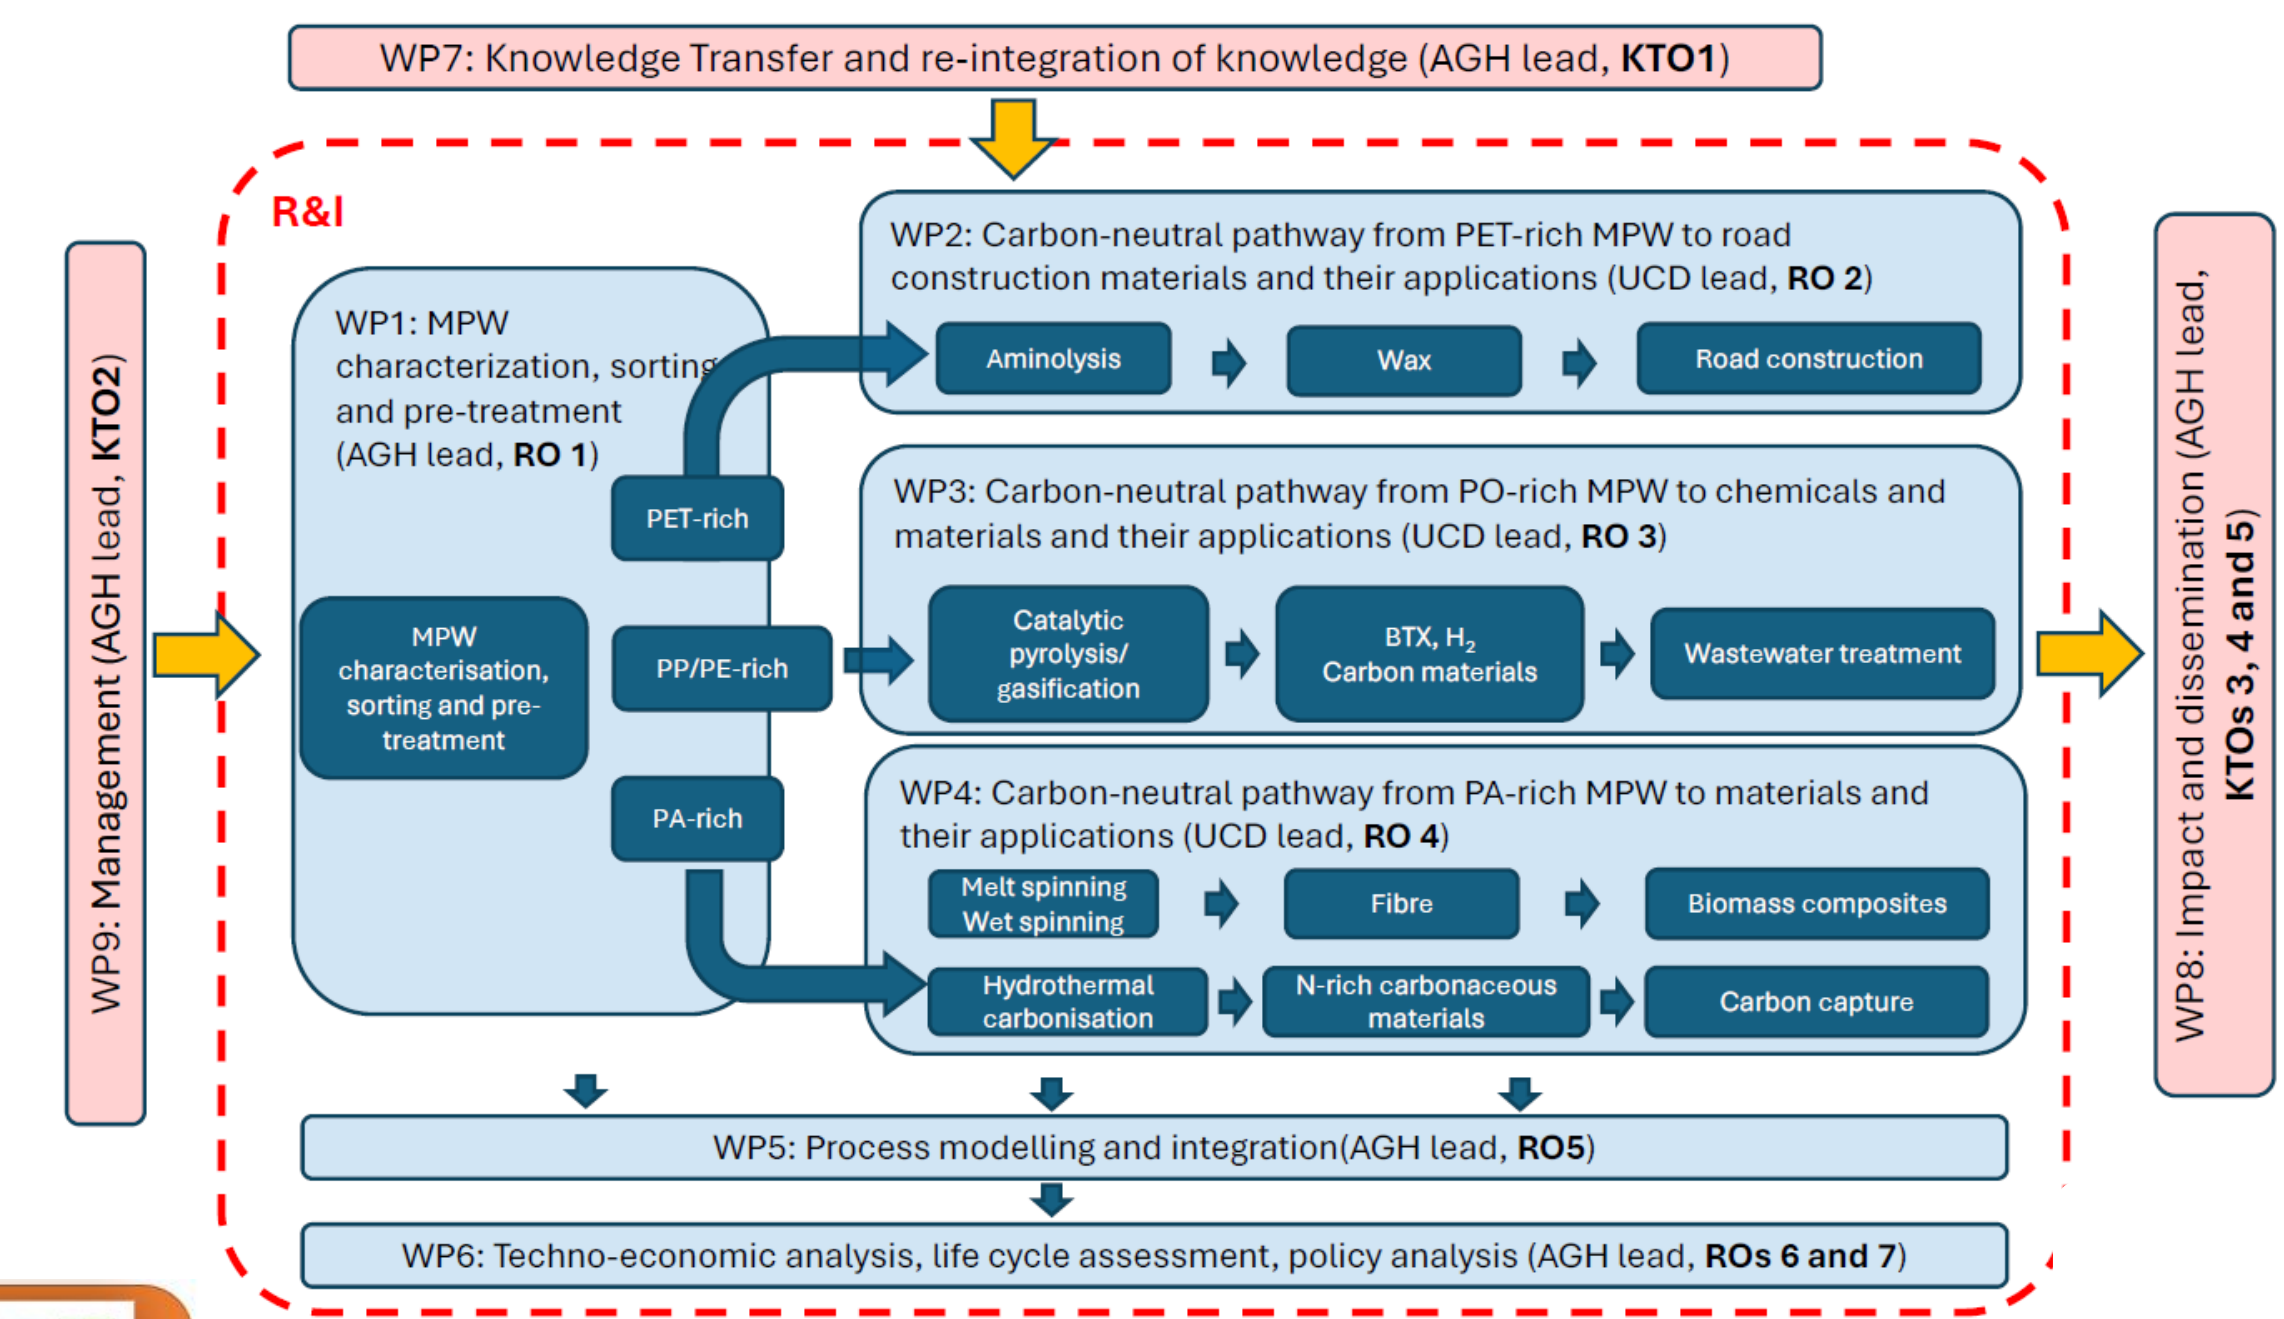 WP7: Knowledge Transfer and re-integration of knowledge (AGH lead, KTO1)
R&I
WP9: Management (AGH lead, KTO2)
WP1: MPW
characterization, sorting
and pre-treatment
(AGH lead, RO 1)
MPW
characterisation,
sorting and pre-
treatment
PET-rich
PP/PE-rich
PA-rich
WP2: Carbon-neutral pathway from PET-rich MPW to road
construction materials and their applications (UCD lead, RO 2)
Aminolysis
Wax
Road construction
WP3: Carbon-neutral pathway from PO-rich MPW to chemicals and
materials and their applications (UCD lead, RO 3)
Catalytic
pyrolysis/
gasification
BTX, H₂
Carbon materials
Wastewater treatment
WP4: Carbon-neutral pathway from PA-rich MPW to materials and
their applications (UCD lead, RO 4)
Melt spinning
Wet spinning
Fibre
Biomass composites
Hydrothermal
carbonisation
N-rich carbonaceous
materials
Carbon capture
WP8: Impact and dissemination (AGH lead,
KTOs 3, 4 and 5)
WP5: Process modelling and integration(AGH lead, RO5)
WP6: Techno-economic analysis, life cycle assessment, policy analysis (AGH lead, ROs 6 and 7)